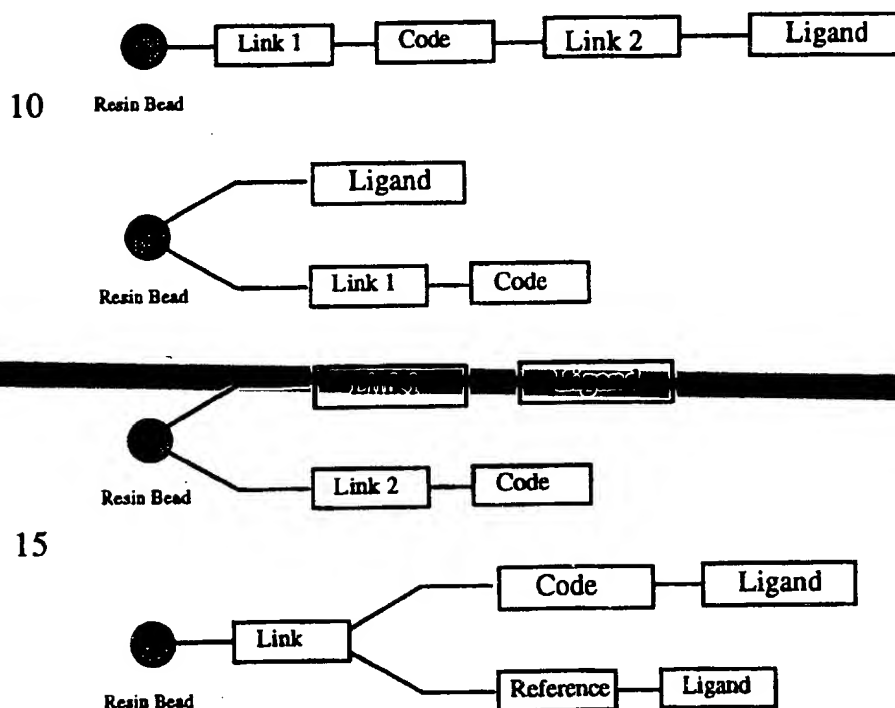 Link 1 Code Link 2 Ligand
10 Resin Bead
Ligand
Link 1 Code
Resin Bead
Ligand
Link 2 Code
Resin Bead
15
Code Ligand
Link
Reference Ligand
Resin Bead